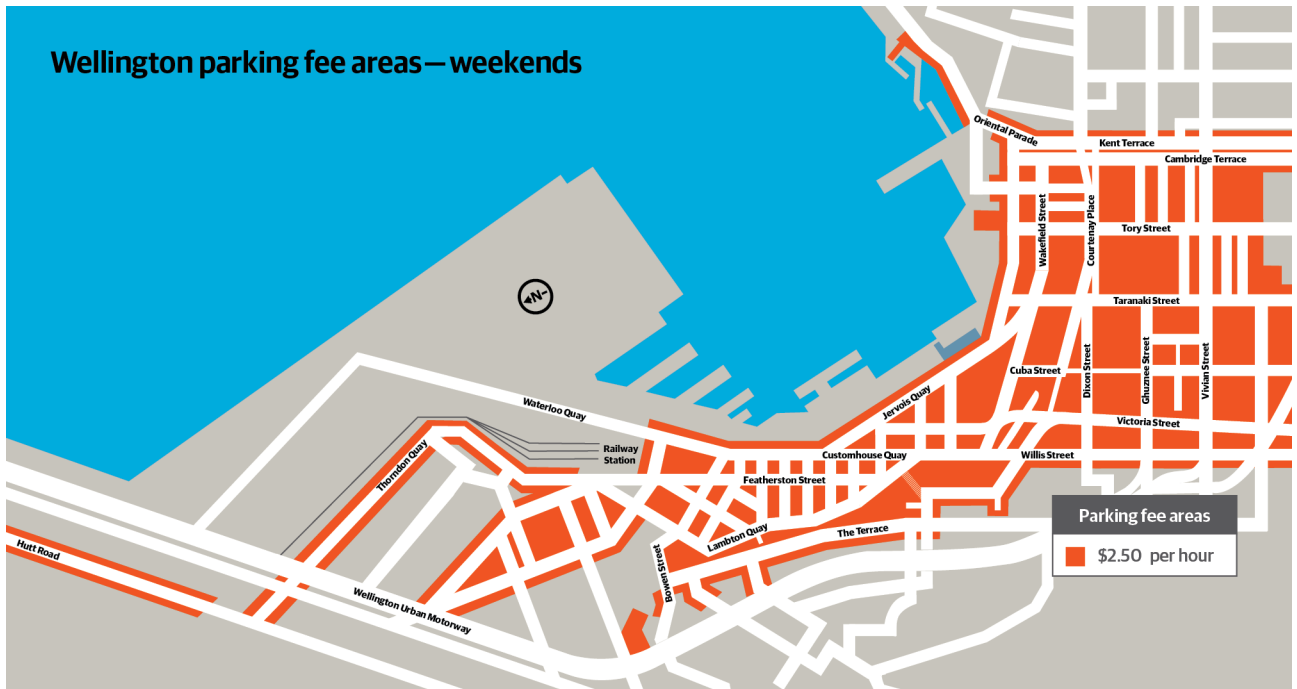 Wellington parking fee areas – weekends
Oriental Parade
Kent Terrace
Cambridge Terrace
Wakefield Street
Courtenay Place
Tory Street
N
Taranaki Street
Cuba Street
Dixon Street
Ghuznee Street
Vivian Street
Jervois Quay
Waterloo Quay
Victoria Street
Railway
Station
Thorndon Quay
Customhouse Quay
Willis Street
Featherston Street
Lambton Quay
The Terrace
Bowen Street
Hutt Road
Wellington Urban Motorway
Parking fee areas
$2.50 per hour